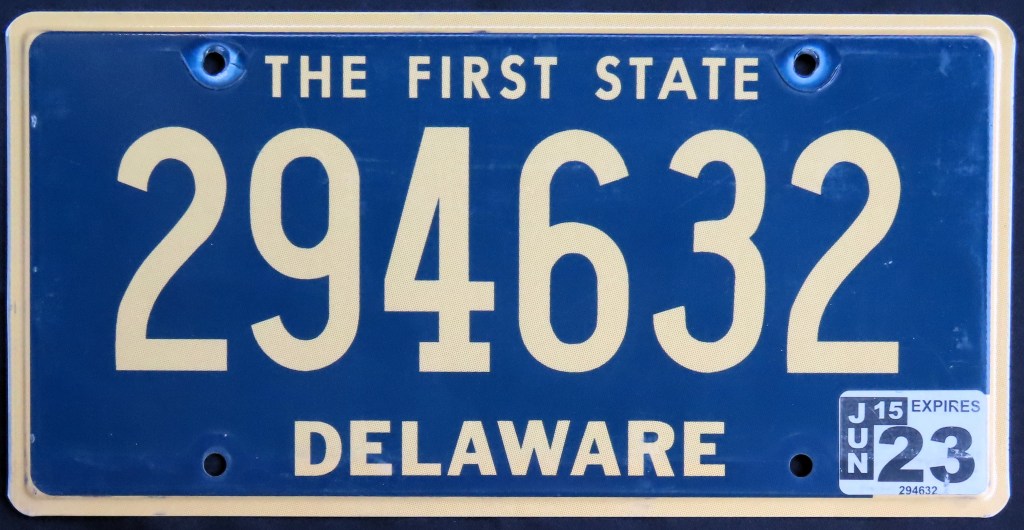 THE FIRST STATE
294632
DELAWARE
JUN 15 EXPIRES
23
294632